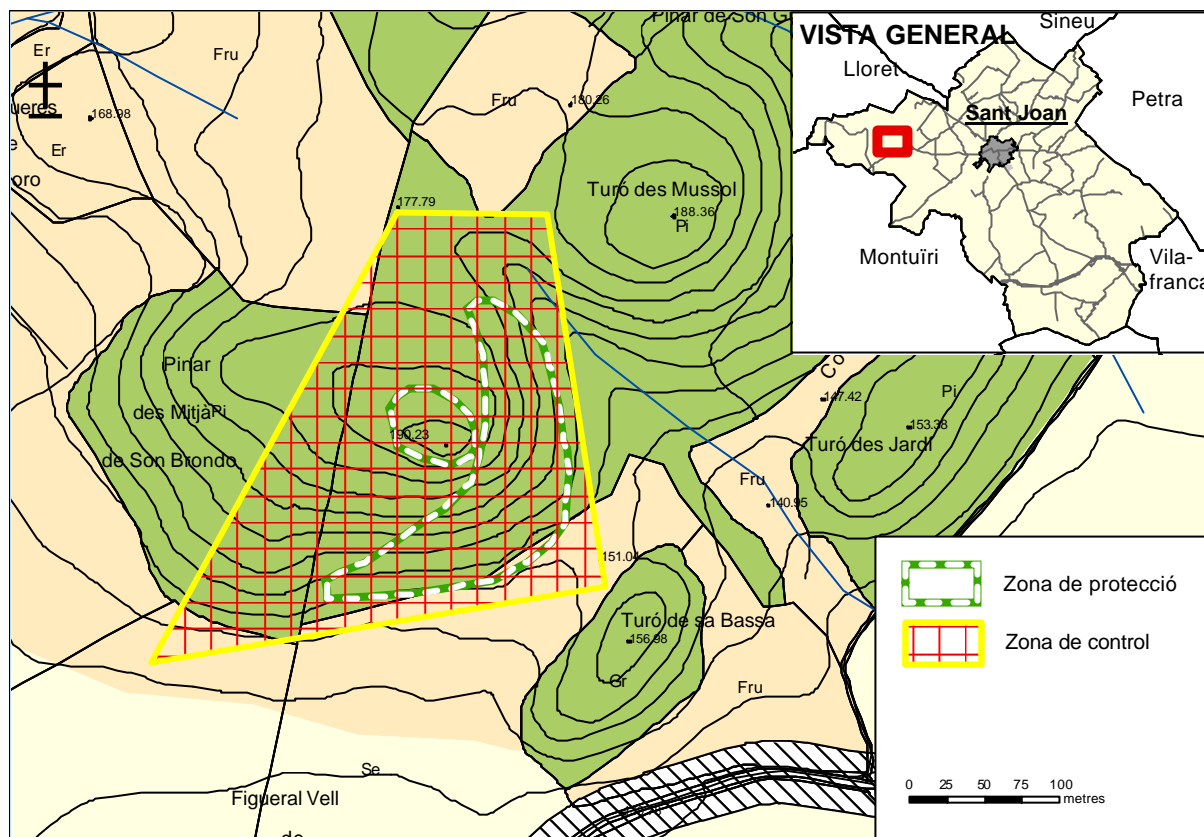 Pinar de Son G
Er
Fru
ueres
168.98
Er
oro
180.26
Fru
Turó des Mussol
188.36
Pi
177.79
Pinar
des Mitjà
Pi
de Son Brondo
190.23
151.04
147.42
Pi
153.38
Turó des Jardí
Fru
140.95
Turó de sa Bassa
156.98
Gr
Fru
Se
Figueral Vell
de
VISTA GENERAL
Sineu
Lloret
Petra
Sant Joan
Montuïri
Vila-
franca
Zona de protecció
Zona de control
0 25 50 75 100
metres